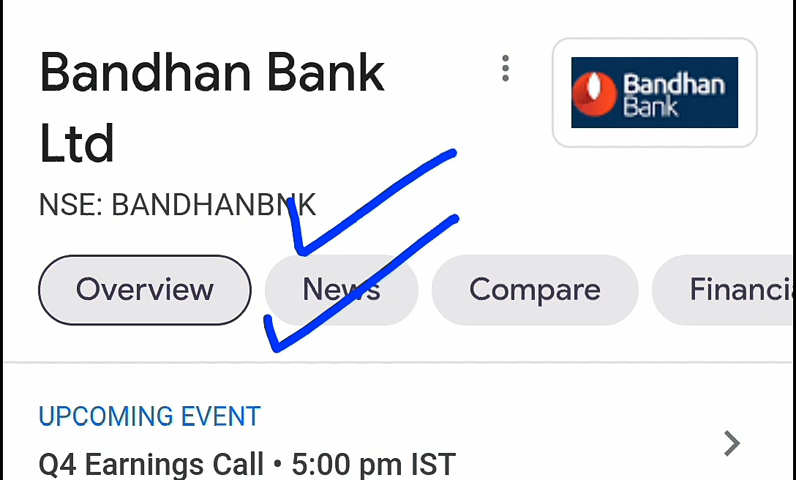 Bandhan Bank
Ltd
Bandhan
Bank
NSE: BANDHANBNK
Overview
News
Compare
Financi
UPCOMING EVENT
Q4 Earnings Call • 5:00 pm IST